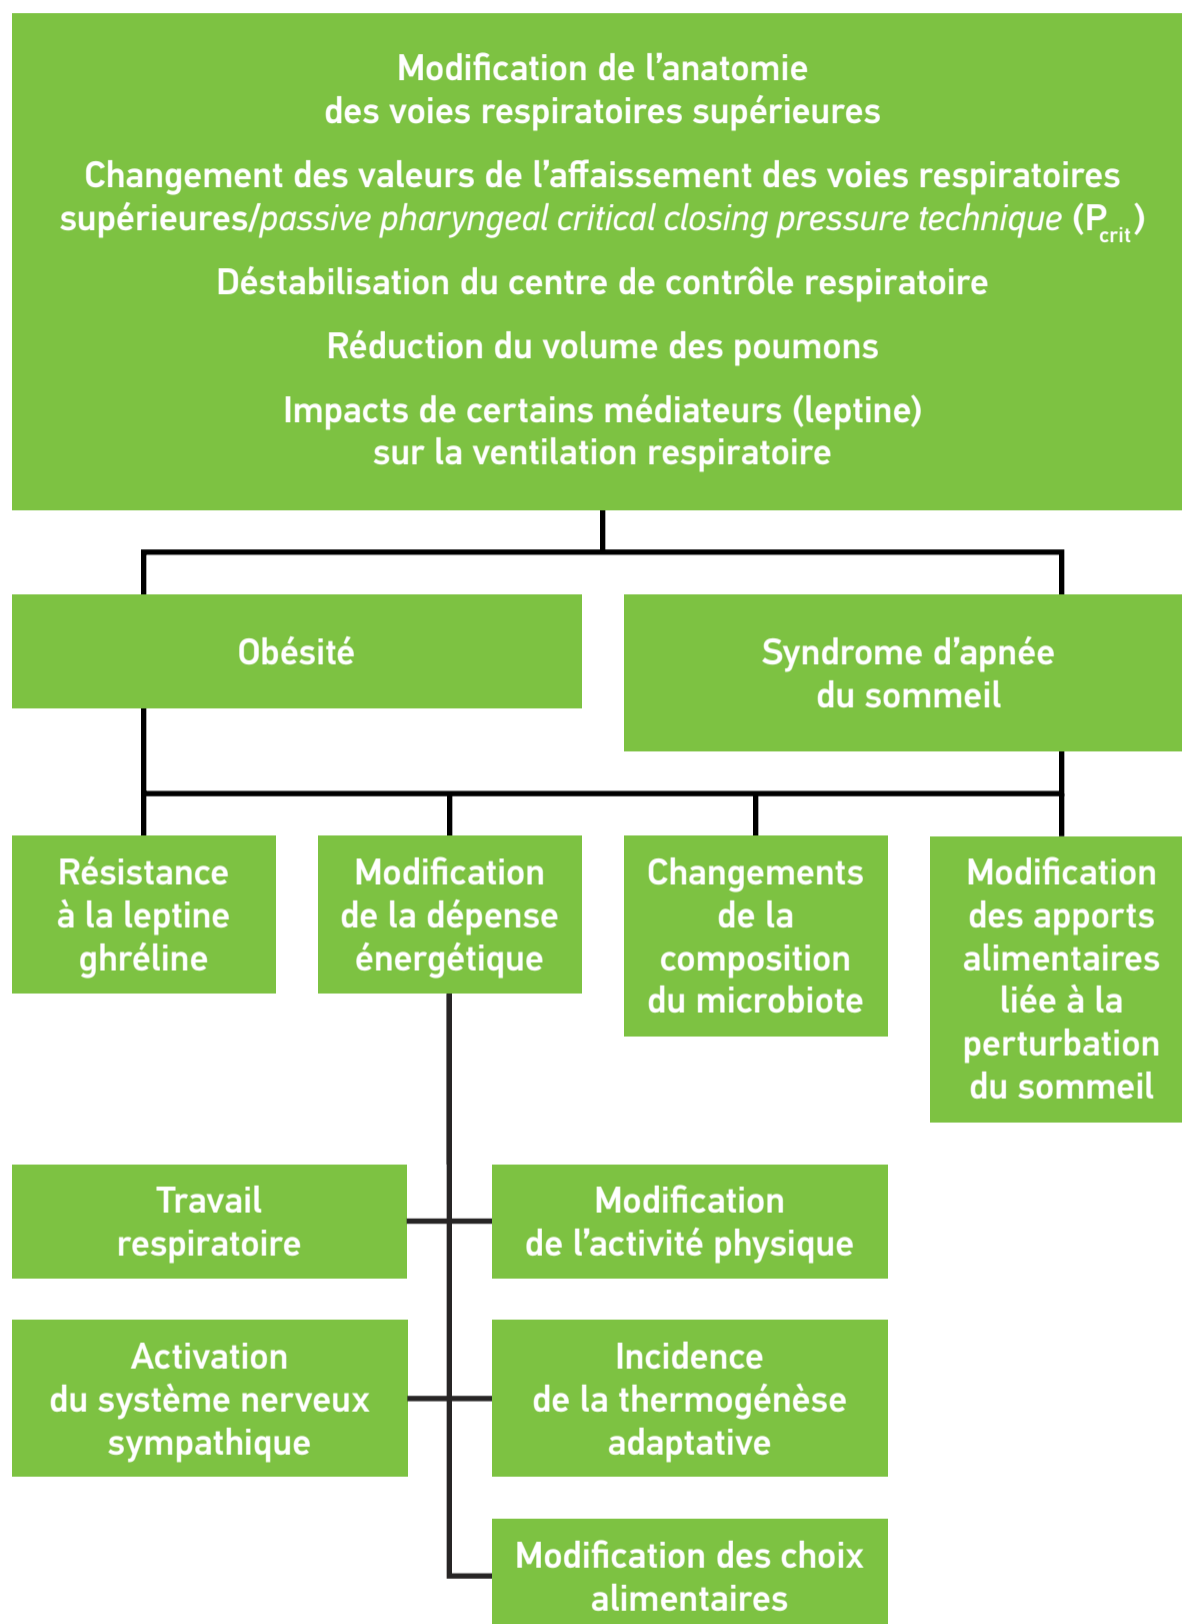 Modification de l’anatomie
des voies respiratoires supérieures
Changement des valeurs de l’affaissement des voies respiratoires
supérieures/passive pharyngeal critical closing pressure technique (Pcrit)
Déstabilisation du centre de contrôle respiratoire
Réduction du volume des poumons
Impacts de certains médiateurs (leptine)
sur la ventilation respiratoire
Obésité
Syndrome d’apnée
du sommeil
Résistance
à la leptine
ghréline
Modification
de la dépense
énergétique
Changements
de la
composition
du microbiote
Modification
des apports
alimentaires
liée à la
perturbation
du sommeil
Travail
respiratoire
Modification
de l’activité physique
Activation
du système nerveux
sympathique
Incidence
de la thermogénèse
adaptative
Modification des choix
alimentaires